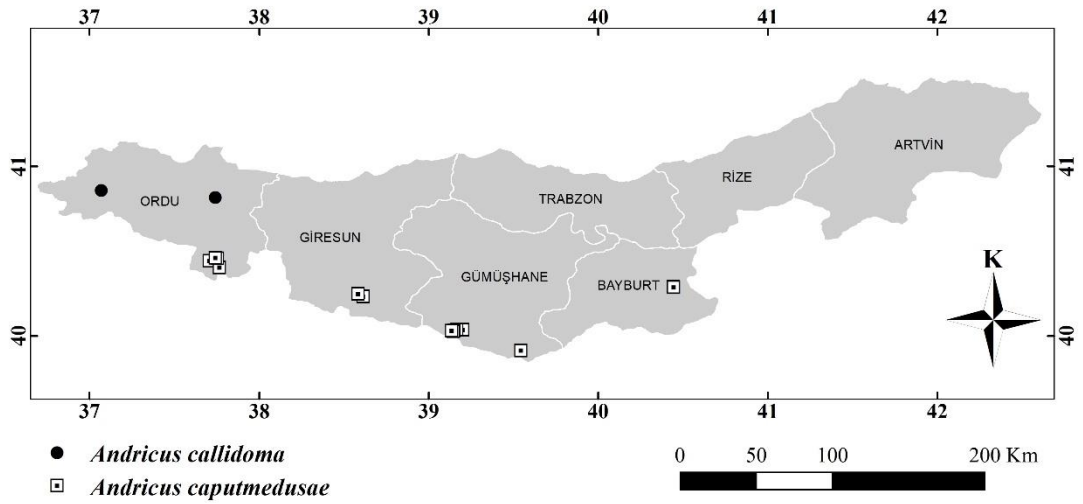 37 38 39 40 41 42
41 41
ARTVİN
RİZE
ORDU TRABZON
GİRESUN
GÜMÜŞHANE
BAYBURT
K
40 40
37 38 39 40 41 42
Andricus callidoma
Andricus caputmedusae
0 50 100 200 Km